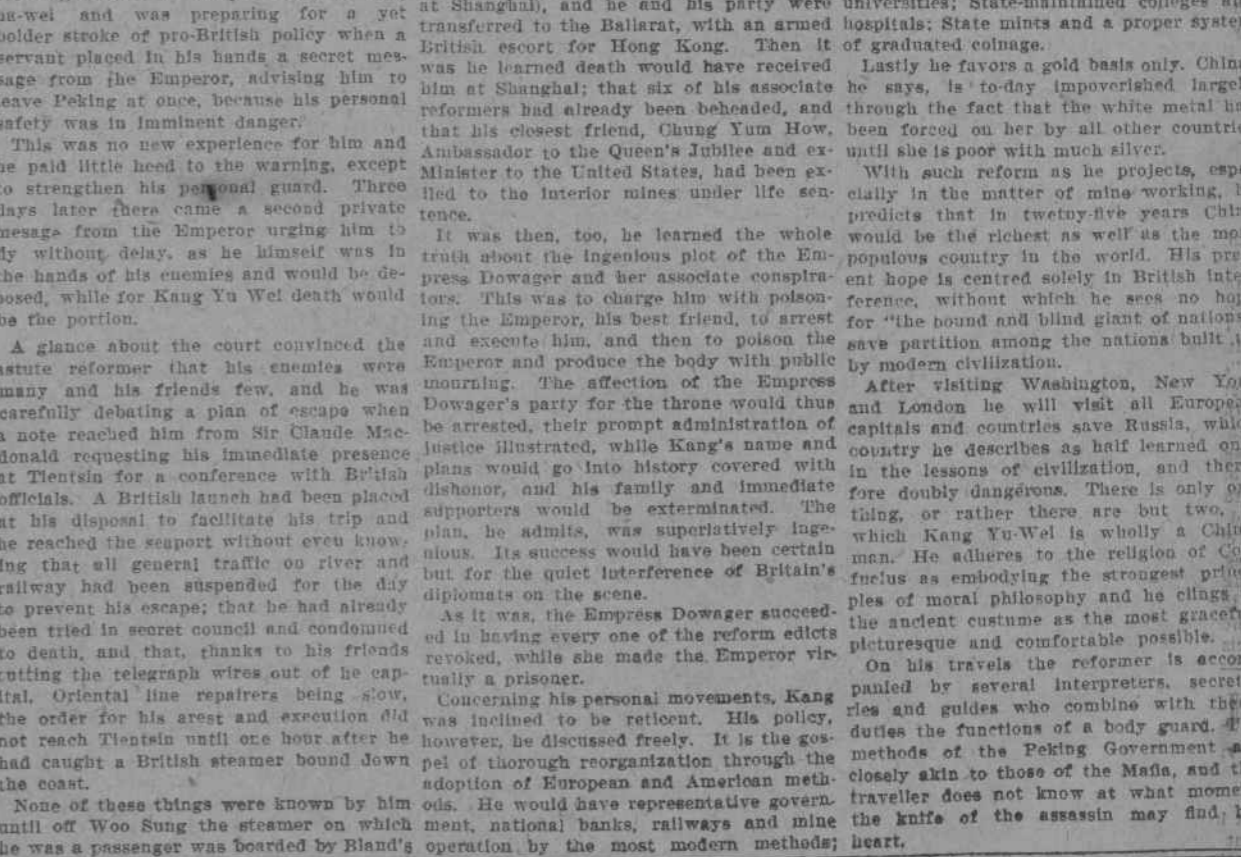 and was preparing for a yet
bolder stroke of pro-British policy when a
servant placed in his hands a secret mes-
sage from the Emperor, advising him to
leave Peking at once, because his personal
safety was in imminent danger.
This was no new experience for him and
he paid little heed to the warning, except
to strengthen his personal guard. Three
days later there came a second private
mesage from the Emperor urging him to
fly without delay, as he himself was in
the hands of his enemies and would be de-
posed, while for Kang Yu Wei death would
be the portion.
A glance about the court convinced the
astute reformer that his enemies were
many and his friends few, and he was
carefully debating a plan of escape when
a note reached him from Sir Claude Mac-
donald requesting his immediate presence
at Tientsin for a conference with British
officials. A British launch had been placed
at his disposal to facilitate his trip and
he reached the seaport without even know-
ing that all general traffic on river and
railway had been suspended for the day
to prevent his escape; that he had already
been tried in secret council and condemned
to death, and that, thanks to his friends
cutting the telegraph wires out of he cap-
ital, Oriental line repairers being slow,
the order for his arest and execution did
not reach Tientsin until one hour after he
had caught a British steamer bound down
the coast.
None of these things were known by him
until off Woo Sung the steamer on which
he was a passenger was boarded by Bland's
at Shanghai), and he and his party were
transferred to the Ballarat, with an armed
British escort for Hong Kong. Then it
was he learned death would have received
him at Shanghai; that six of his associate
reformers had already been beheaded, and
that his closest friend, Chung Yum How,
Ambassador to the Queen's Jubilee and ex-
Minister to the United States, had been ex-
iled to the interior mines under life sen-
tence.
It was then, too, he learned the whole
truth about the ingenious plot of the Em-
press Dowager and her associate conspira-
tors. This was to charge him with poison-
ing the Emperor, his best friend, to arrest
and execute him, and then to poison the
Emperor and produce the body with public
mourning. The affection of the Empress
Dowager's party for the throne would thus
be arrested, their prompt administration of
justice illustrated, while Kang's name and
plans would go into history covered with
dishonor, and his family and immediate
supporters would be exterminated. The
plan, he admits, was superlatively inge-
nious. Its success would have been certain
but for the quiet interference of Britain's
diplomats on the scene.
As it was, the Empress Dowager succeed-
ed in having every one of the reform edicts
revoked, while she made the Emperor vir-
tually a prisoner.
Concerning his personal movements, Kang
was inclined to be reticent. His policy,
however, he discussed freely. It is the gos-
pel of thorough reorganization through the
adoption of European and American meth-
ods. He would have representative govern-
ment, national banks, railways and mine
operation by the most modern methods;
universities; State-maintained colleges
hospitals; State mints and a proper system
of graduated coinage.
Lastly he favors a gold basis only. China
he says, is to-day impoverished largel
through the fact that the white metal ha
been forced on her by all other countrie
until she is poor with much silver.
With such reform as he projects, espe
cially in the matter of mine working, h
predicts that in twetny-five years Chin
would be the richest as well as the mo
populous country in the world. His pre
ent hope is centred solely in British inte
ference, without which he sees no hop
for "the bound and blind giant of nations
save partition among the nations built u
by modern civilization.
After visiting Washington, New Yor
and London he will visit all Europea
capitals and countries save Russia, whic
country he describes as half learned on
in the lessons of civilization, and ther
fore doubly dangerous. There is only o
thing, or rather there are but two,
which Kang Yu-Wei is wholly a Chin
man. He adheres to the religion of Co
fucius as embodying the strongest princ
ples of moral philosophy and he clings
the ancient custume as the most gracefu
picturesque and comfortable possible.
On his travels the reformer is accom
panied by several interpreters, secret
ries and guides who combine with the
duties the functions of a body guard. T
methods of the Peking Government a
closely akin to those of the Mafia, and t
traveller does not know at what mome
the knife of the assassin may find h
heart.